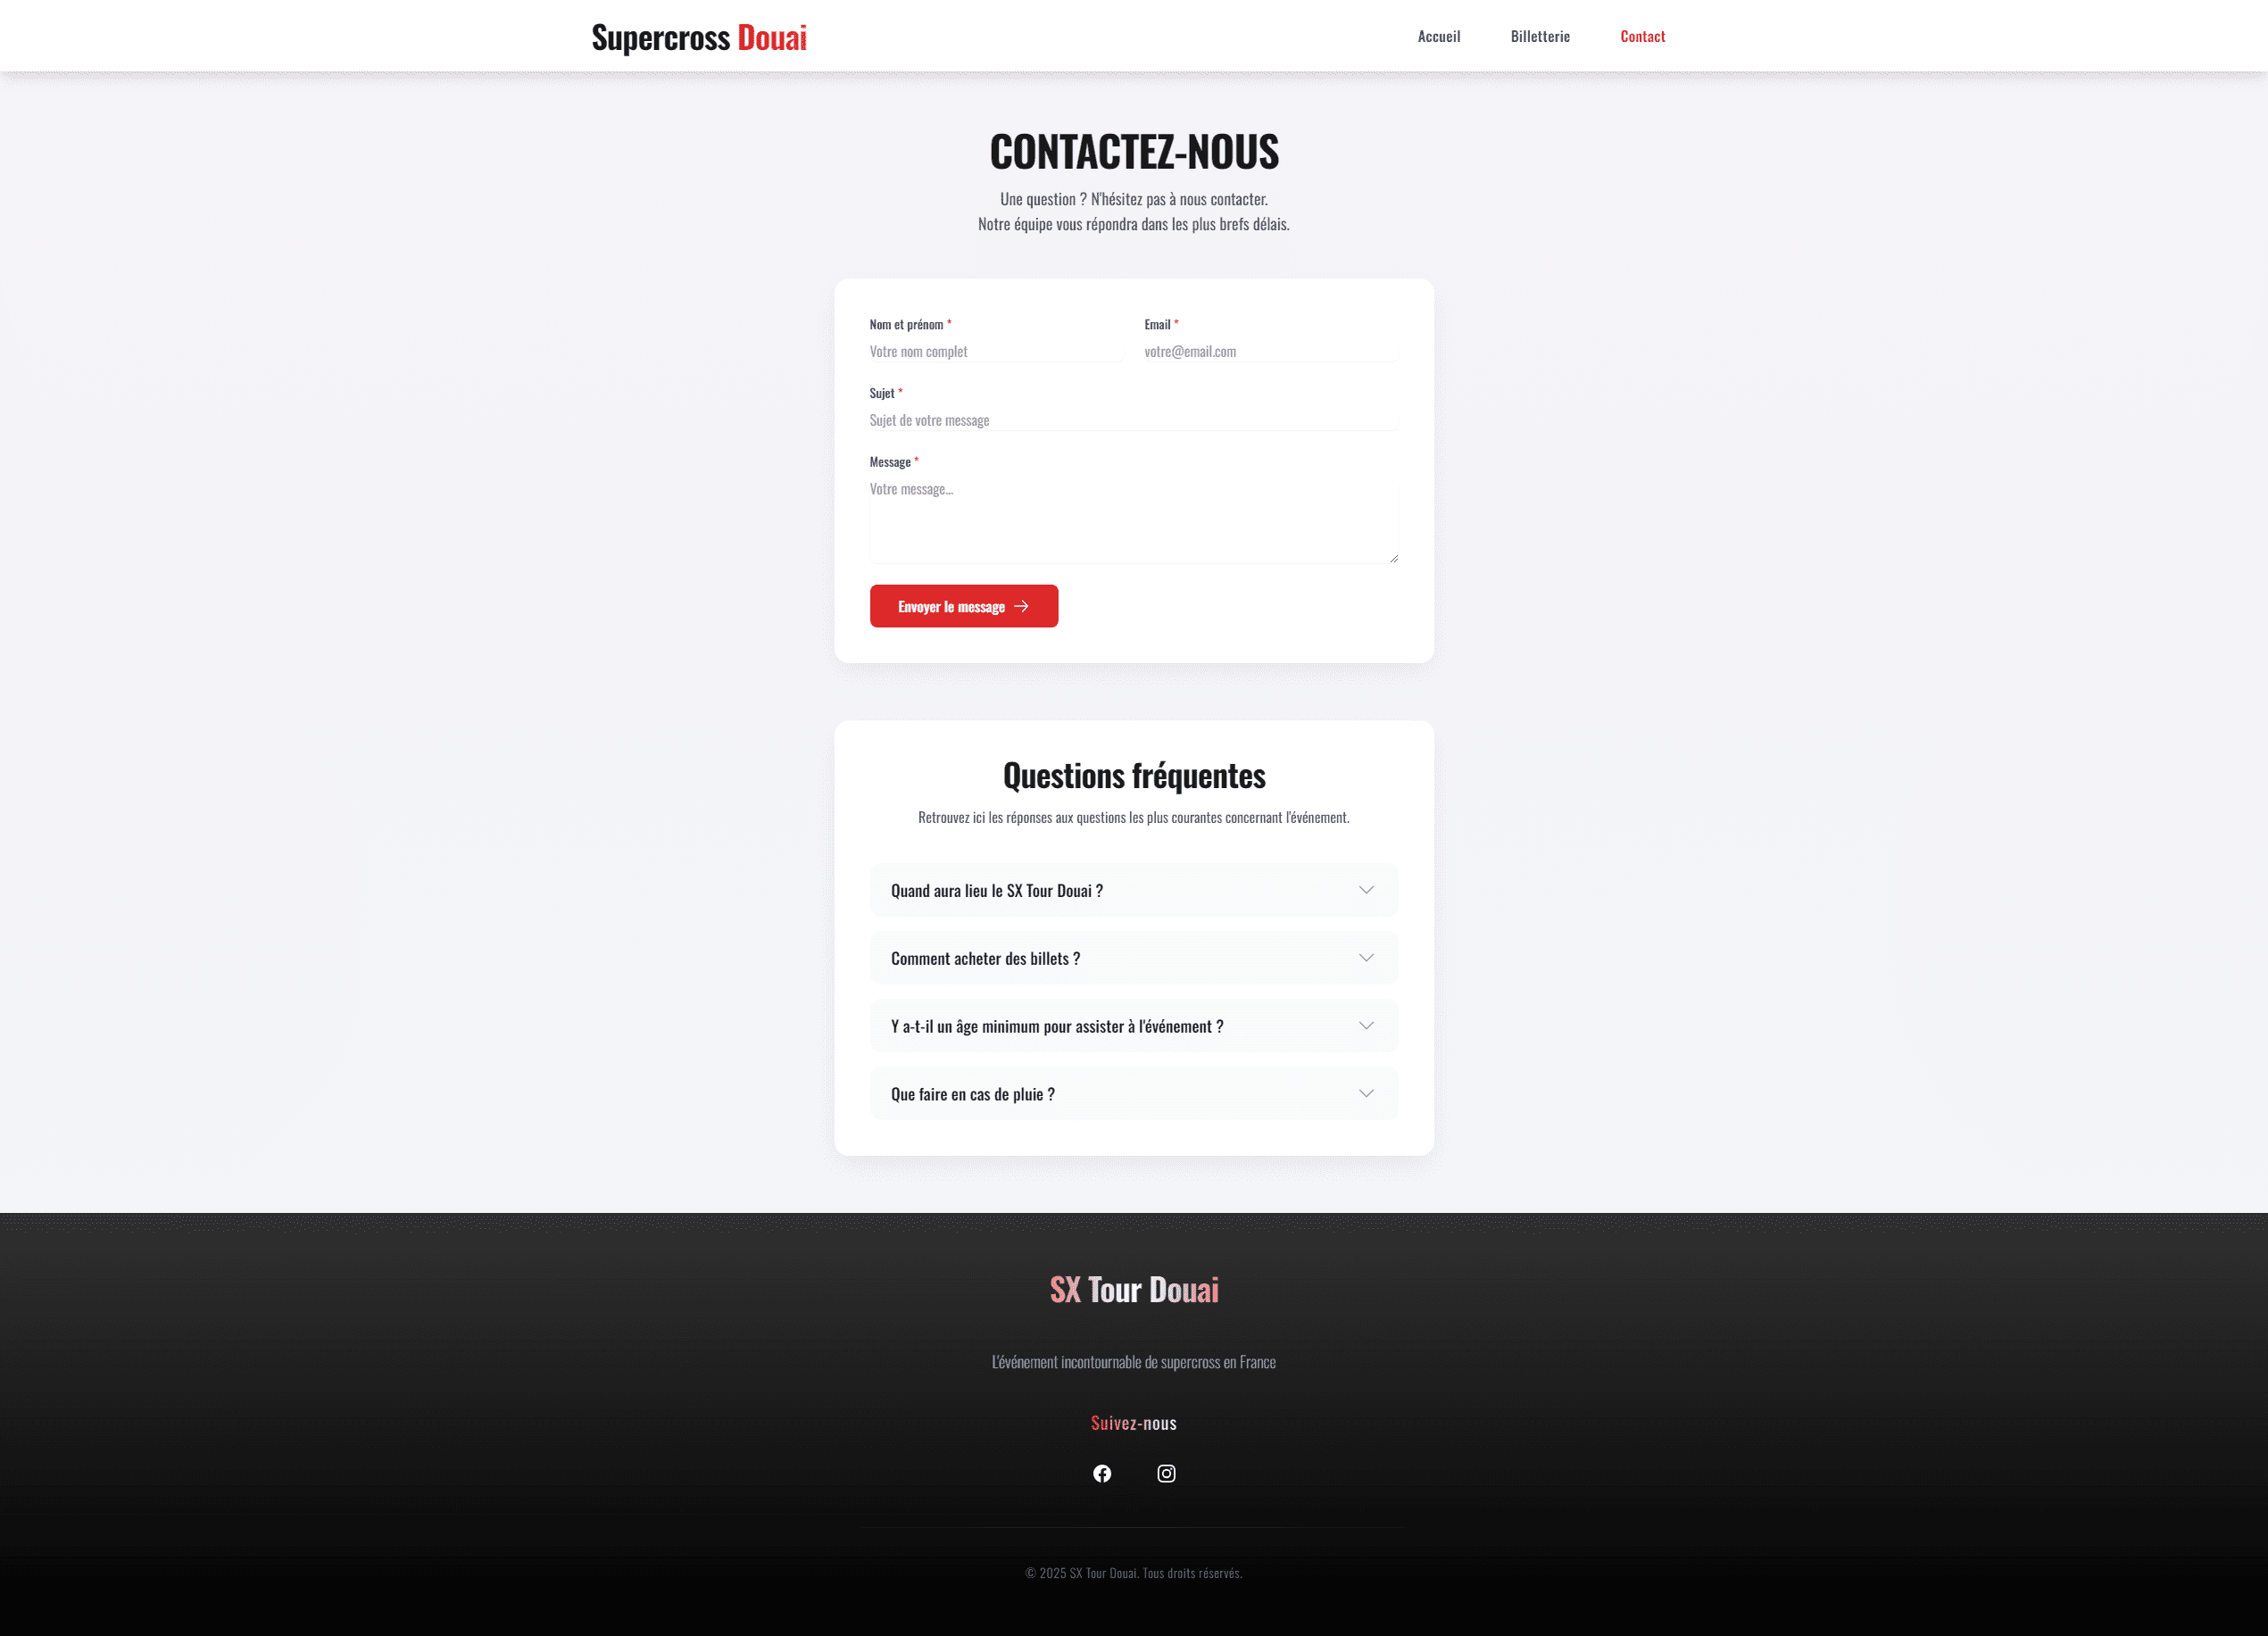 Supercross Douai
Accueil Billetterie Contact
CONTACTEZ-NOUS
Une question ? N'hésitez pas à nous contacter.
Notre équipe vous répondra dans les plus brefs délais.
Nom et prénom * Email *
Votre nom complet votre@email.com
Sujet *
Sujet de votre message
Message *
Votre message...
Envoyer le message →
Questions fréquentes
Retrouvez ici les réponses aux questions les plus courantes concernant l'événement.
Quand aura lieu le SX Tour Douai ?
Comment acheter des billets ?
Y a-t-il un âge minimum pour assister à l'événement ?
Que faire en cas de pluie ?
SX Tour Douai
L'événement incontournable de supercross en France
Suivez-nous
© 2025 SX Tour Douai. Tous droits réservés.